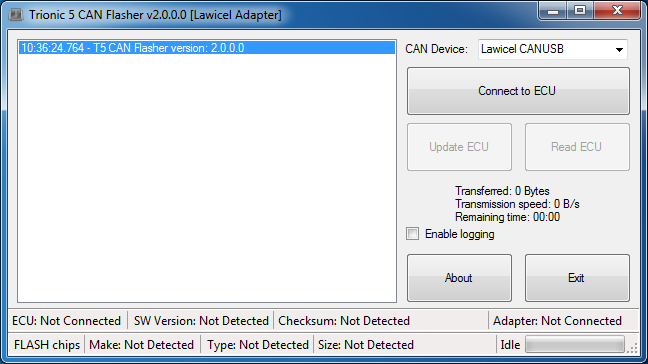 Trionic 5 CAN Flasher v2.0.0.0 [Lawicel Adapter]
10:36:24.764 - T5 CAN Flasher version: 2.0.0.0
CAN Device: Lawicel CANUSB
Connect to ECU
Update ECU Read ECU
Transferred: 0 Bytes
Transmission speed: 0 B/s
Remaining time: 00:00
Enable logging
About Exit
ECU: Not Connected SW Version: Not Detected Checksum: Not Detected Adapter: Not Connected
FLASH chips Make: Not Detected Type: Not Detected Size: Not Detected Idle